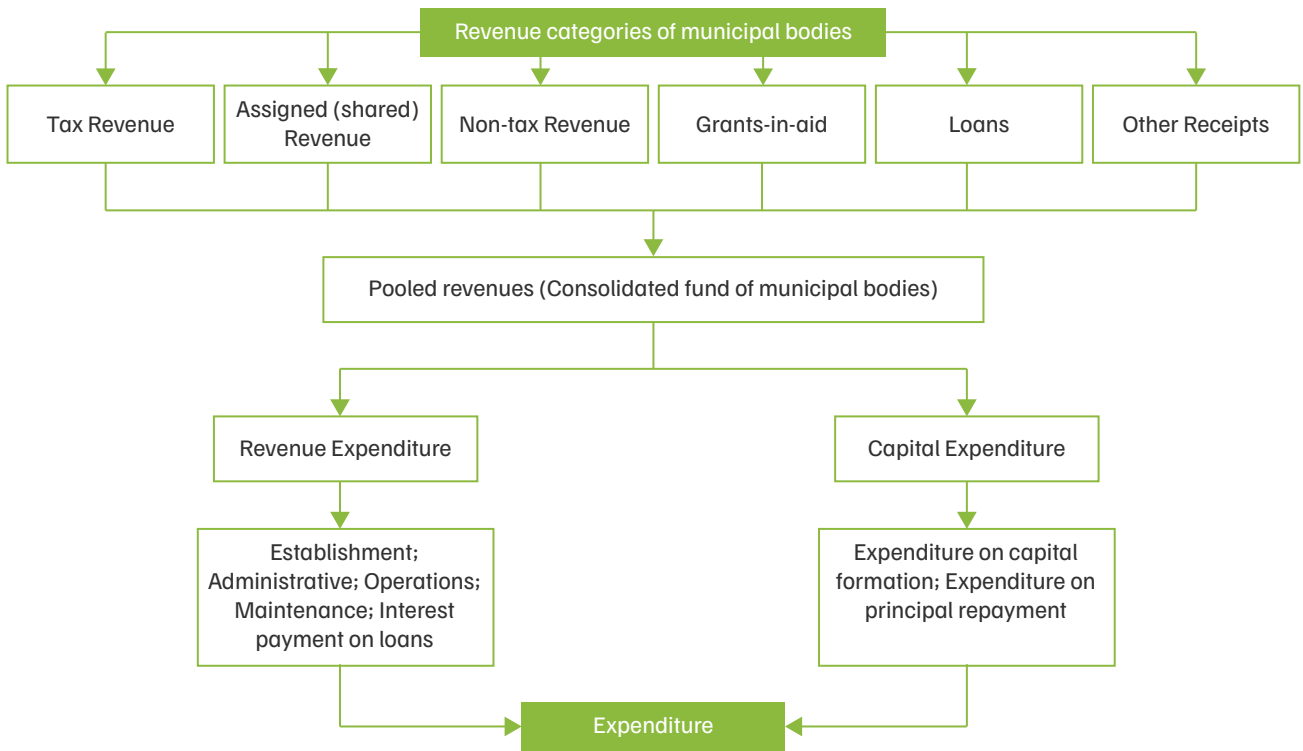 Revenue categories of municipal bodies
Tax Revenue
Assigned (shared)
Revenue
Non-tax Revenue
Grants-in-aid
Loans
Other Receipts
Pooled revenues (Consolidated fund of municipal bodies)
Revenue Expenditure
Capital Expenditure
Establishment;
Administrative; Operations;
Maintenance; Interest
payment on loans
Expenditure on capital
formation; Expenditure on
principal repayment
Expenditure